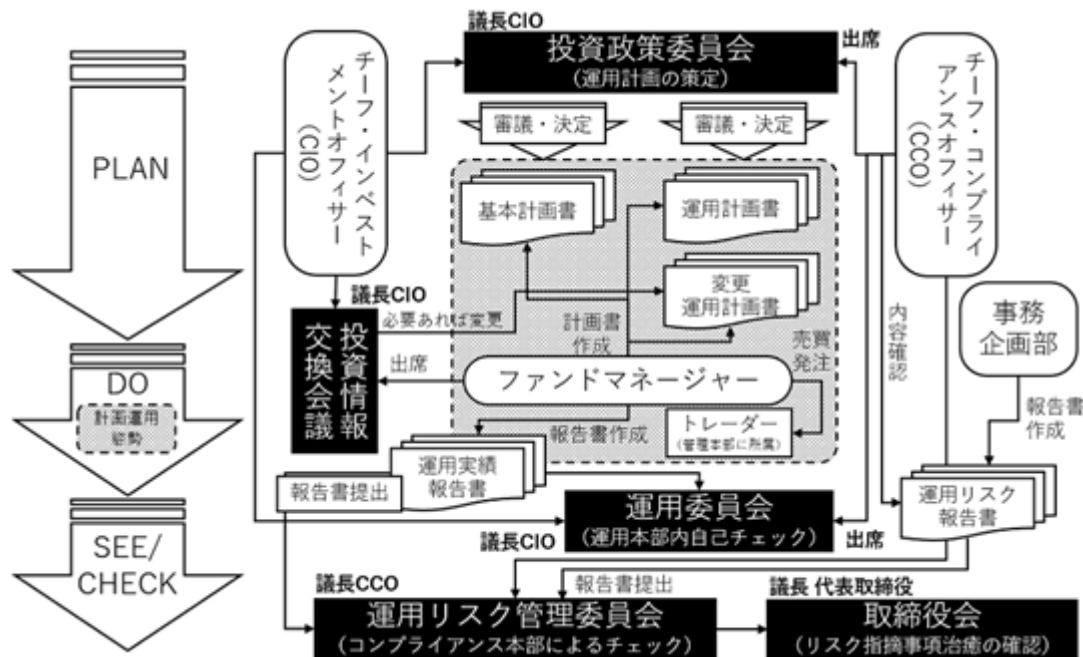 PLAN
DO
計画運用
姿勢
SEE/
CHECK
チーフ・インベスト
メントオフィサー
(CIO)
議長CIO
投資政策委員会
(運用計画の策定)
出席
チーフ・コンプライ
アンスオフィサー
(CCO)
審議・決定
審議・決定
基本計画書
運用計画書
変更
運用計画書
議長CIO
投資情報
交換会議
必要あれば変更
出席
計画書
作成
売買
発注
ファンドマネージャー
報告書作成
トレーダー
(管理本部に所属)
内容確認
事務
企画部
報告書
作成
運用実績
報告書
報告書提出
運用リスク
報告書
議長CIO
運用委員会
(運用本部内自己チェック)
出席
議長CCO
報告書提出
運用リスク管理委員会
(コンプライアンス本部によるチェック)
議長 代表取締役
取締役会
(リスク指摘事項治癒の確認)